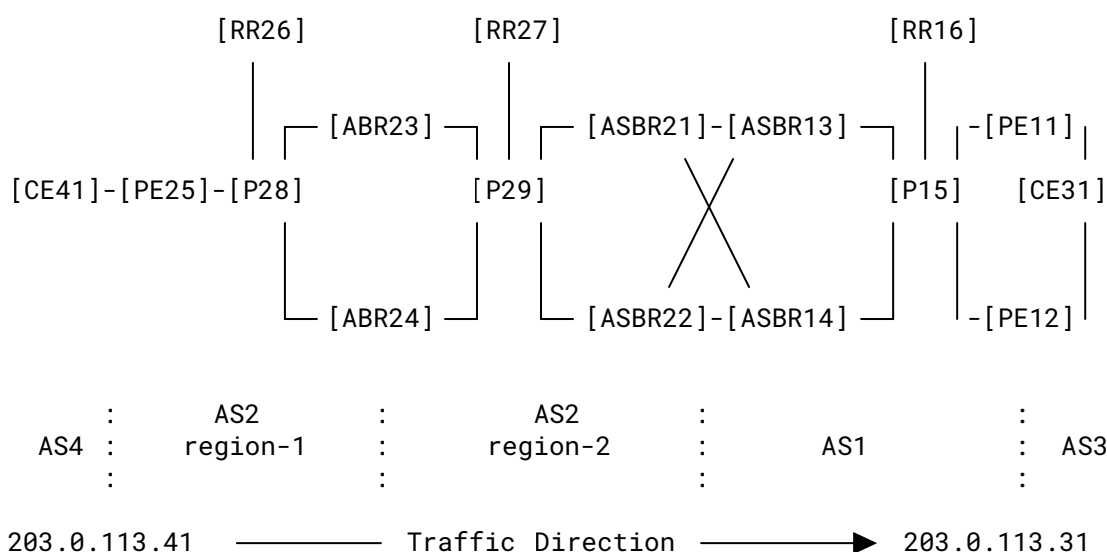 [RR26] [RR27] [RR16]
[ABR23] [ASBR21]-[ASBR13] -[PE11]
[CE41]-[PE25]-[P28] [P29] [P15] [CE31]
[ABR24] [ASBR22]-[ASBR14] -[PE12]
: AS2 : AS2 : :
AS4 : region-1 : region-2 : AS1 : AS3
: : : :
203.0.113.41 Traffic Direction 203.0.113.31